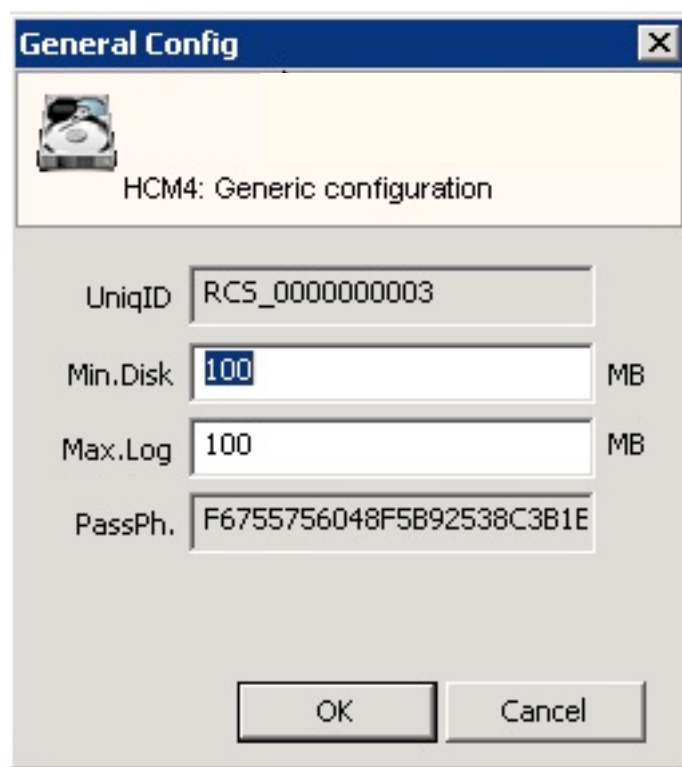 General Config
HCM4: Generic configuration
UniqID RCS_0000000003
Min.Disk 100 MB
Max.Log 100 MB
PassPh. F6755756048F5B92538C3B1E
OK Cancel